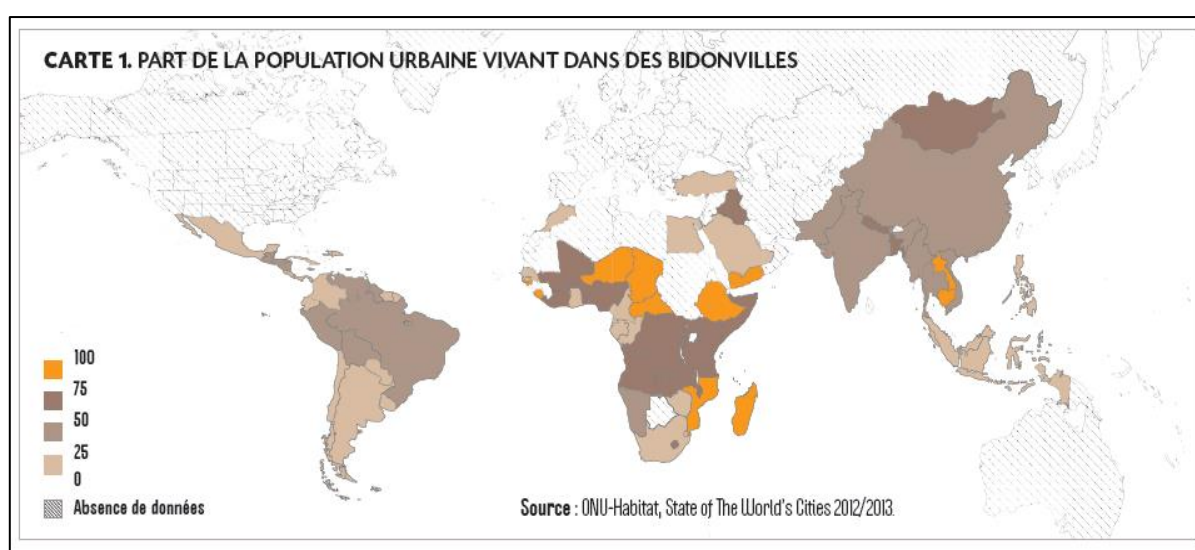 CARTE 1. PART DE LA POPULATION URBAINE VIVANT DANS DES BIDONVILLES
100
75
50
25
0
Absence de données
Source : ONU-Habitat, State of The World's Cities 2012/2013.